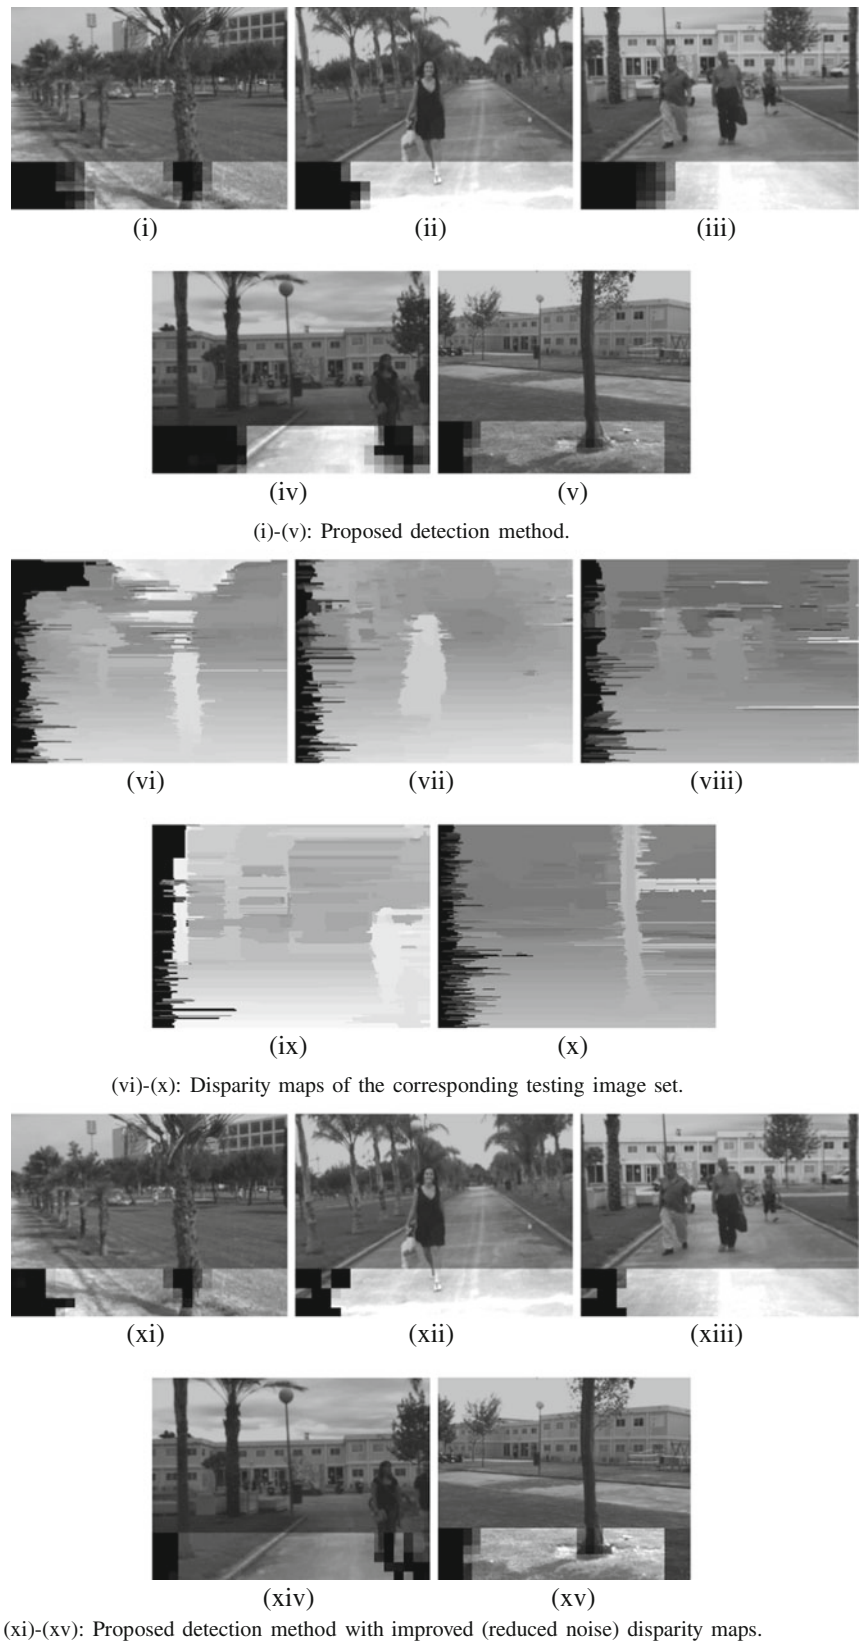 (i)
(ii)
(iii)
(iv)
(v)
(i)-(v): Proposed detection method.
(vi)
(vii)
(viii)
(ix)
(x)
(vi)-(x): Disparity maps of the corresponding testing image set.
(xi)
(xii)
(xiii)
(xiv)
(xv)
(xi)-(xv): Proposed detection method with improved (reduced noise) disparity maps.